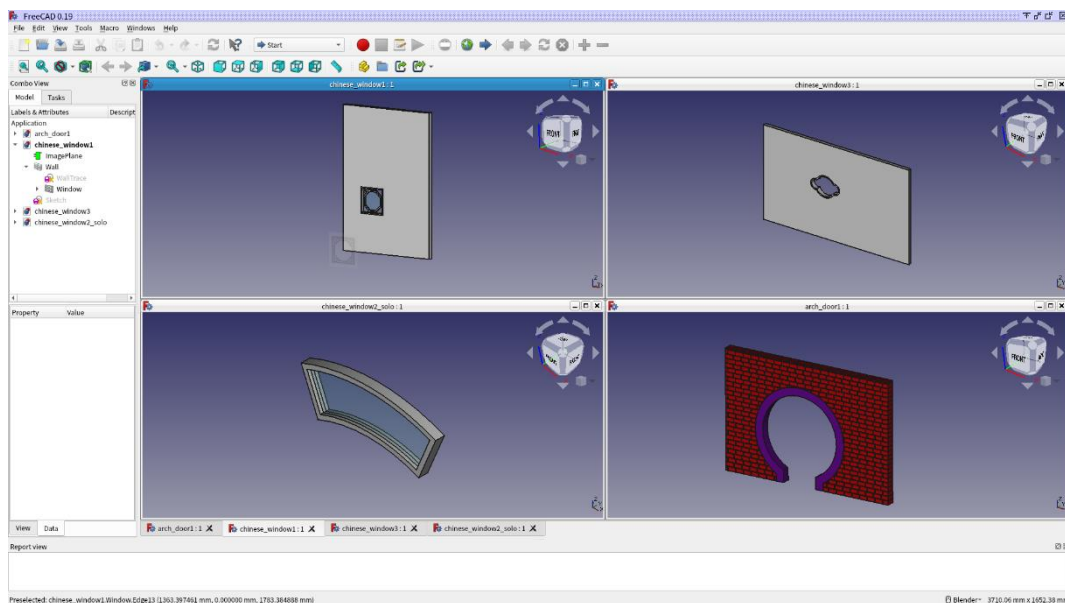 FreeCAD 0.19
File Edit View Tools Macro Windows Help
Start
Combo View
Model Tasks
Labels & Attributes Descript
Application
arch_door1
chinese_window1
ImagePlane
Wall
WallTrace
Window
Sketch
chinese_window3
chinese_window2_solo
Property Value
View Data
chinese_window1 : 1
FRONT
chinese_window3 : 1
FRONT
chinese_window2_solo : 1
arch_door1 : 1
FRONT
arch_door1 : 1 chinese_window1 : 1 chinese_window3 : 1 chinese_window2_solo : 1
Report view
Preselected: chinese_window1.Window.Edge13 (1363.397461 mm, 0.000000 mm, 1783.384888 mm)
Blender 3710.06 mm x 1652.38 mm